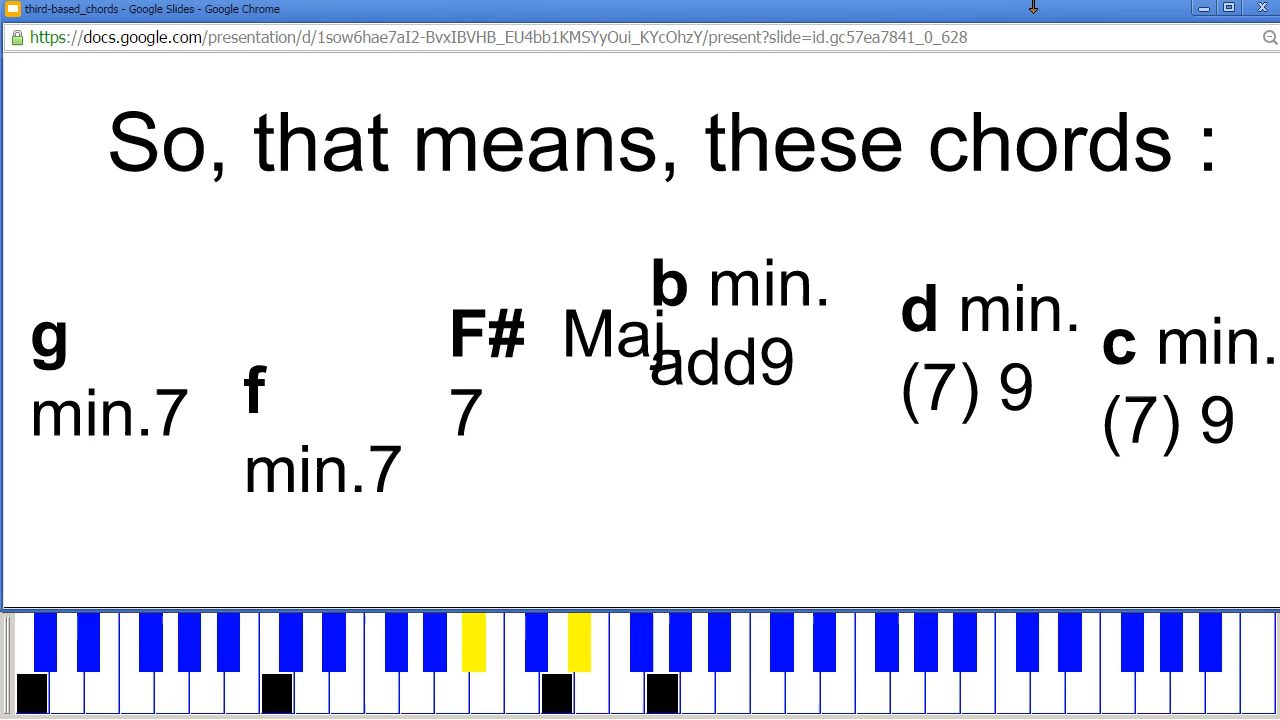 third-based_chords - Google Slides - Google Chrome
https://docs.google.com/presentation/d/1sow6hae7aI2-BvxIBVHB_EU4bb1KMSYyOui_KYcOhzY/present?slide=id.gc57ea7841_0_628
So, that means, these chords :
g
min.7
f
min.7
F# Maj.
7
b min.
add9
d min.
(7) 9
c min.
(7) 9